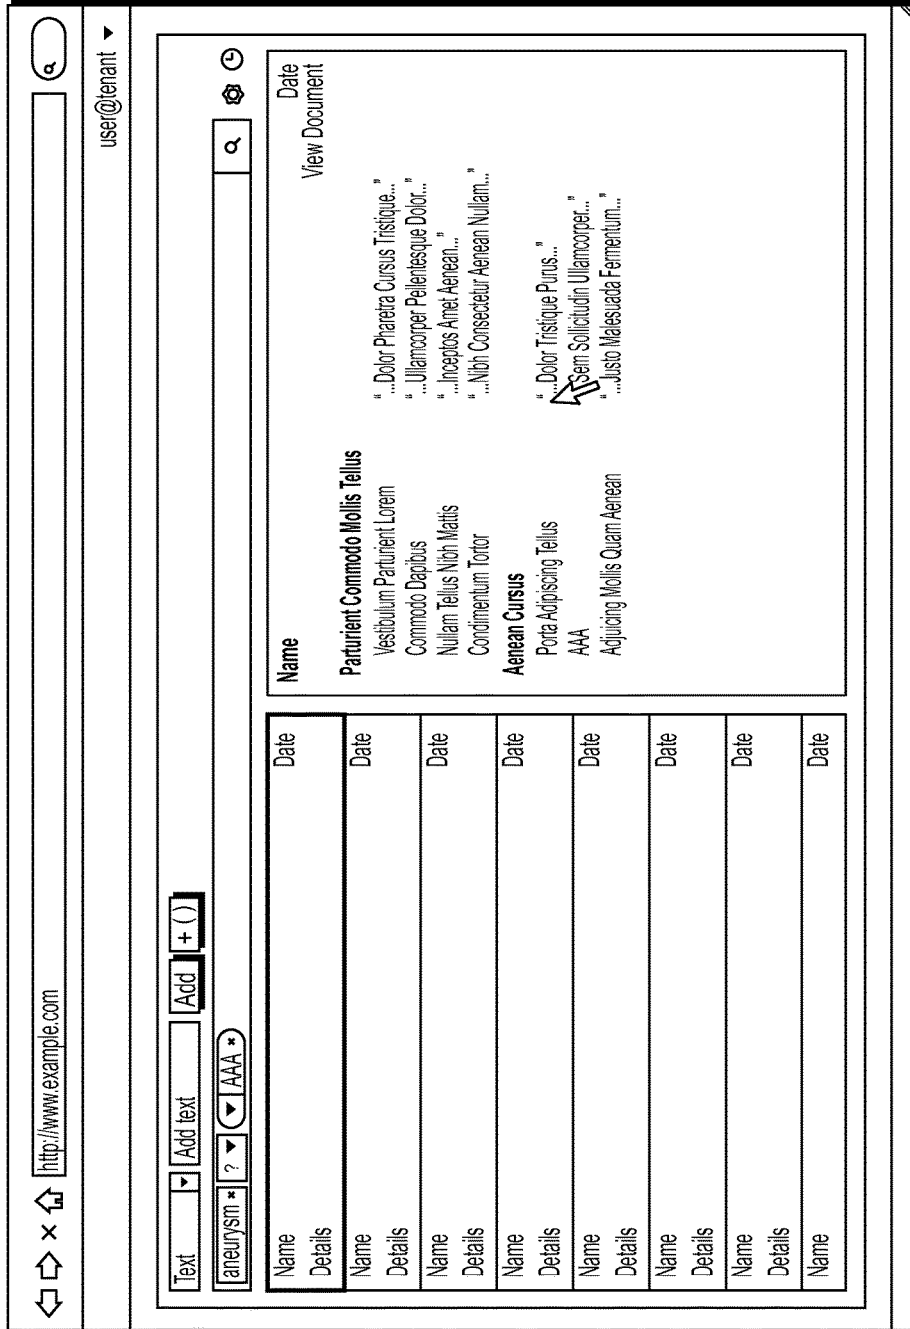 http://www.example.com
user@tenant
Text Add text Add + ( )
aneurysm × ? AAA ×
Name Date
Details
Name Date
Details
Name Date
Details
Name Date
Details
Name Date
Details
Name Date
Details
Name Date
Details
Name Date
Name Date
View Document
Parturient Commodo Mollis Tellus
Vestibulum Parturient Lorem “...Dolor Pharetra Cursus Tristique...”
Commodo Dapibus “...Ullamcorper Pellentesque Dolor...”
Nullam Tellus Nibh Mattis “...Inceptos Amet Aenean...”
Condimentum Tortor “...Nibh Consectetur Aenean Nullam...”
Aenean Cursus
Porta Adipiscing Tellus “...Dolor Tristique Purus...”
AAA Sem Sollicitudin Ullamcorper...”
Adjuicing Mollis Quam Aenean “...Justo Malesuada Fermentum...”